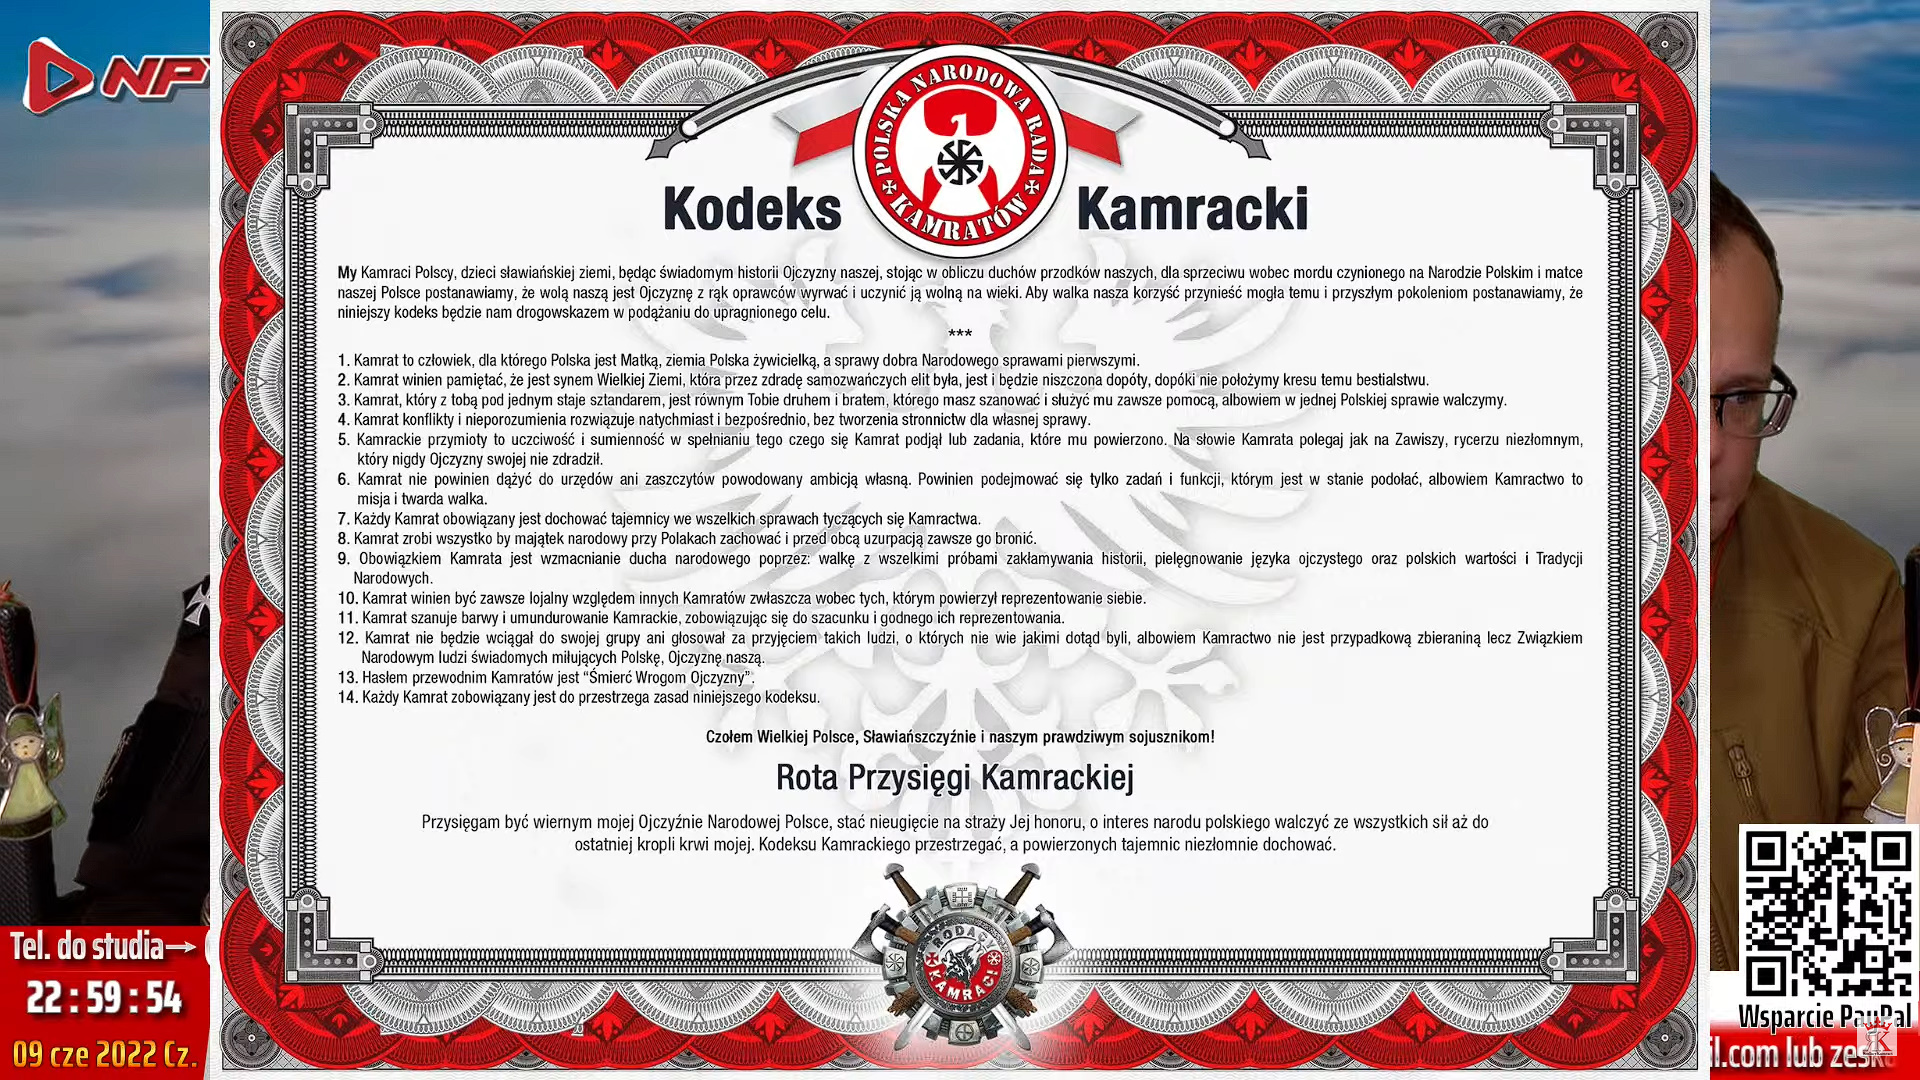 NP
POLSKA NARODOWA RADA
KAMRATÓW
Kodeks Kamracki
My Kamraci Polscy, dzieci sławiańskiej ziemi, będąc świadomym historii Ojczyzny naszej, stojąc w obliczu duchów przodków naszych, dla sprzeciwu wobec mordu czynionego na Narodzie Polskim i matce
naszej Polsce postanawiamy, że wolą naszą jest Ojczyznę z rąk oprawców wyrwać i uczynić ją wolną na wieki. Aby walka nasza korzyść przynieść mogła temu i przyszłym pokoleniom postanawiamy, że
niniejszy kodeks będzie nam drogowskazem w podążaniu do upragnionego celu.
***
1. Kamrat to człowiek, dla którego Polska jest Matką, ziemia Polska żywicielką, a sprawy dobra Narodowego sprawami pierwszymi.
2. Kamrat winien pamiętać, że jest synem Wielkiej Ziemi, która przez zdradę samozwańczych elit była, jest i będzie niszczona dopóty, dopóki nie położymy kresu temu bestialstwu.
3. Kamrat, który z tobą pod jednym staje sztandarem, jest równym Tobie druhem i bratem, którego masz szanować i służyć mu zawsze pomocą, albowiem w jednej Polskiej sprawie walczymy.
4. Kamrat konflikty i nieporozumienia rozwiązuje natychmiast i bezpośrednio, bez tworzenia stronnictw dla własnej sprawy.
5. Kamrackie przymioty to uczciwość i sumienność w spełnianiu tego czego się Kamrat podjął lub zadania, które mu powierzono. Na słowie Kamrata polegaj jak na Zawiszy, rycerzu niezłomnym,
który nigdy Ojczyzny swojej nie zdradził.
6. Kamrat nie powinien dążyć do urzędów ani zaszczytów powodowany ambicją własną. Powinien podejmować się tylko zadań i funkcji, którym jest w stanie podołać, albowiem Kamractwo to
misja i twarda walka.
7. Każdy Kamrat obowiązany jest dochować tajemnicy we wszelkich sprawach tyczących się Kamractwa.
8. Kamrat zrobi wszystko by majątek narodowy przy Polakach zachować i przed obcą uzurpacją zawsze go bronić.
9. Obowiązkiem Kamrata jest wzmacnianie ducha narodowego poprzez: walkę z wszelkimi próbami zakłamywania historii, pielęgnowanie języka ojczystego oraz polskich wartości i Tradycji
Narodowych.
10. Kamrat winien być zawsze lojalny względem innych Kamratów zwłaszcza wobec tych, którym powierzył reprezentowanie siebie.
11. Kamrat szanuje barwy i umundurowanie Kamrackie, zobowiązując się do szacunku i godnego ich reprezentowania.
12. Kamrat nie będzie wciągał do swojej grupy ani głosował za przyjęciem takich ludzi, o których nie wie jakimi dotąd byli, albowiem Kamractwo nie jest przypadkową zbieraniną lecz Związkiem
Narodowym ludzi świadomych miłujących Polskę, Ojczyznę naszą.
13. Hasłem przewodnim Kamratów jest “Śmierć Wrogom Ojczyzny”.
14. Każdy Kamrat zobowiązany jest do przestrzega zasad niniejszego kodeksu.
Czołem Wielkiej Polsce, Sławiańszczyźnie i naszym prawdziwym sojusznikom!
Rota Przysięgi Kamrackiej
Przysięgam być wiernym mojej Ojczyźnie Narodowej Polsce, stać nieugięcie na straży Jej honoru, o interes narodu polskiego walczyć ze wszystkich sił aż do
ostatniej kropli krwi mojej. Kodeksu Kamrackiego przestrzegać, a powierzonych tajemnic niezłomnie dochować.
RODACY
KAMRACI
Tel. do studia→
22:59:54
09 cze 2022 Cz.
Wsparcie PayPal
l.com lub zesk